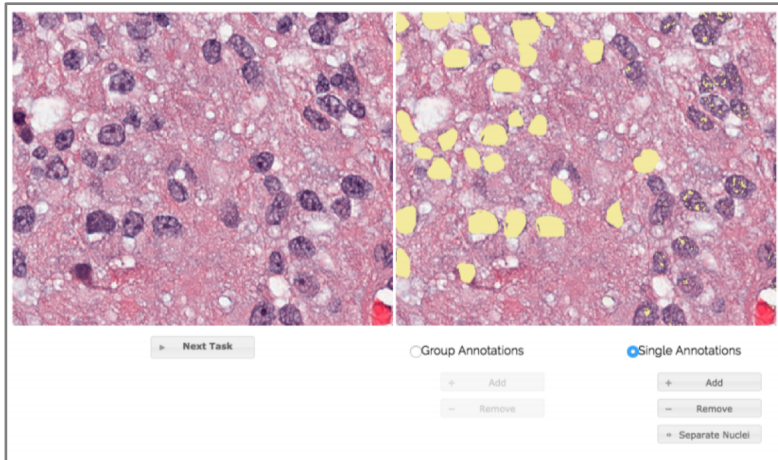 Next Task
Group Annotations
Single Annotations
+ Add
+ Add
− Remove
− Remove
Separate Nuclei